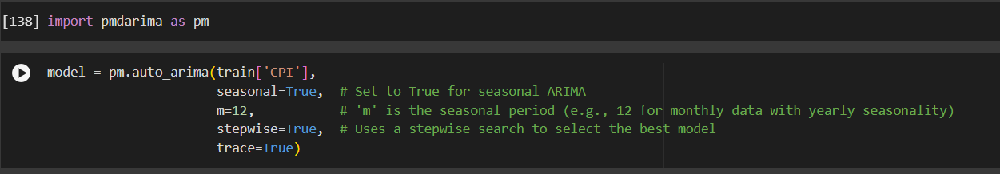 [138] import pmdarima as pm
model = pm.auto_arima(train['CPI'],
seasonal=True,  # Set to True for seasonal ARIMA
m=12,           # 'm' is the seasonal period (e.g., 12 for monthly data with yearly seasonality)
stepwise=True,  # Uses a stepwise search to select the best model
trace=True)